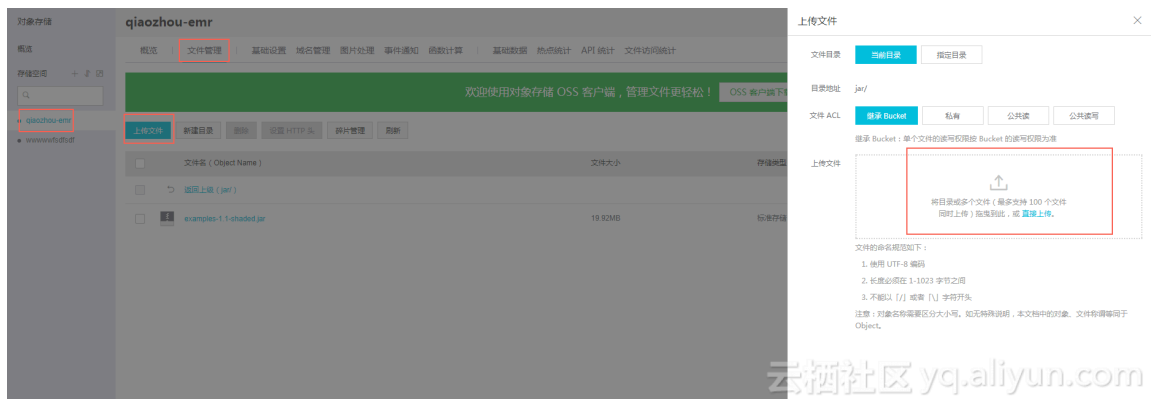 对象存储
qiaozhou-emr
概览
文件管理
基础设置
域名管理
图片处理
事件通知
函数计算
基础数据
热点统计
API 统计
文件访问统计
概览
存储空间
qiaozhou-emr
wwwwwfsdfsdf
欢迎使用对象存储 OSS 客户端,管理文件更轻松!
OSS 客户端下
上传文件
新建目录
删除
设置 HTTP 头
碎片管理
刷新
文件名 ( Object Name )
文件大小
存储类型
返回上级 ( jar/ )
examples-1.1-shaded.jar
19.92MB
标准存储
上传文件
文件目录
当前目录
指定目录
目录地址
jar/
文件 ACL
继承 Bucket
私有
公共读
公共读写
继承 Bucket:单个文件的读写权限按 Bucket 的读写权限为准
上传文件
将目录或多个文件 ( 最多支持 100 个文件
同时上传 ) 拖曳到此,或 直接上传。
文件的命名规范如下:
1. 使用 UTF-8 编码
2. 长度必须在 1-1023 字节之间
3. 不能以「/」或者「\」字符开头
注意:对象名称需要区分大小写。如无特殊说明,本文档中的对象、文件称谓等同于
Object。
云栖社区 yq.aliyun.com